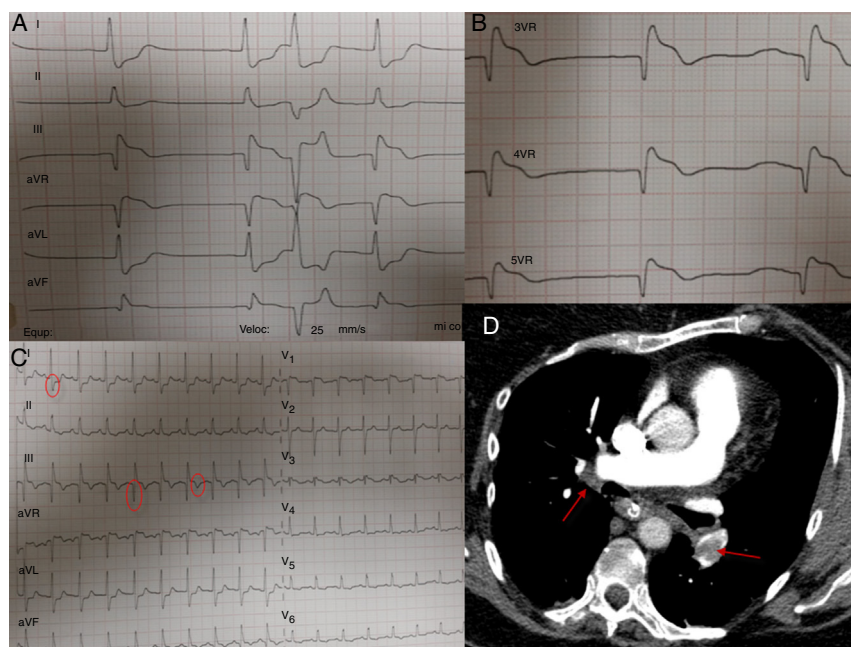 A
I
II
III
aVR
aVL
aVF
Equp:
Veloc: 25 mm/s
mi co
B
3VR
4VR
5VR
C
I
II
III
aVR
aVL
aVF
V1
V2
V3
V4
V5
V6
D